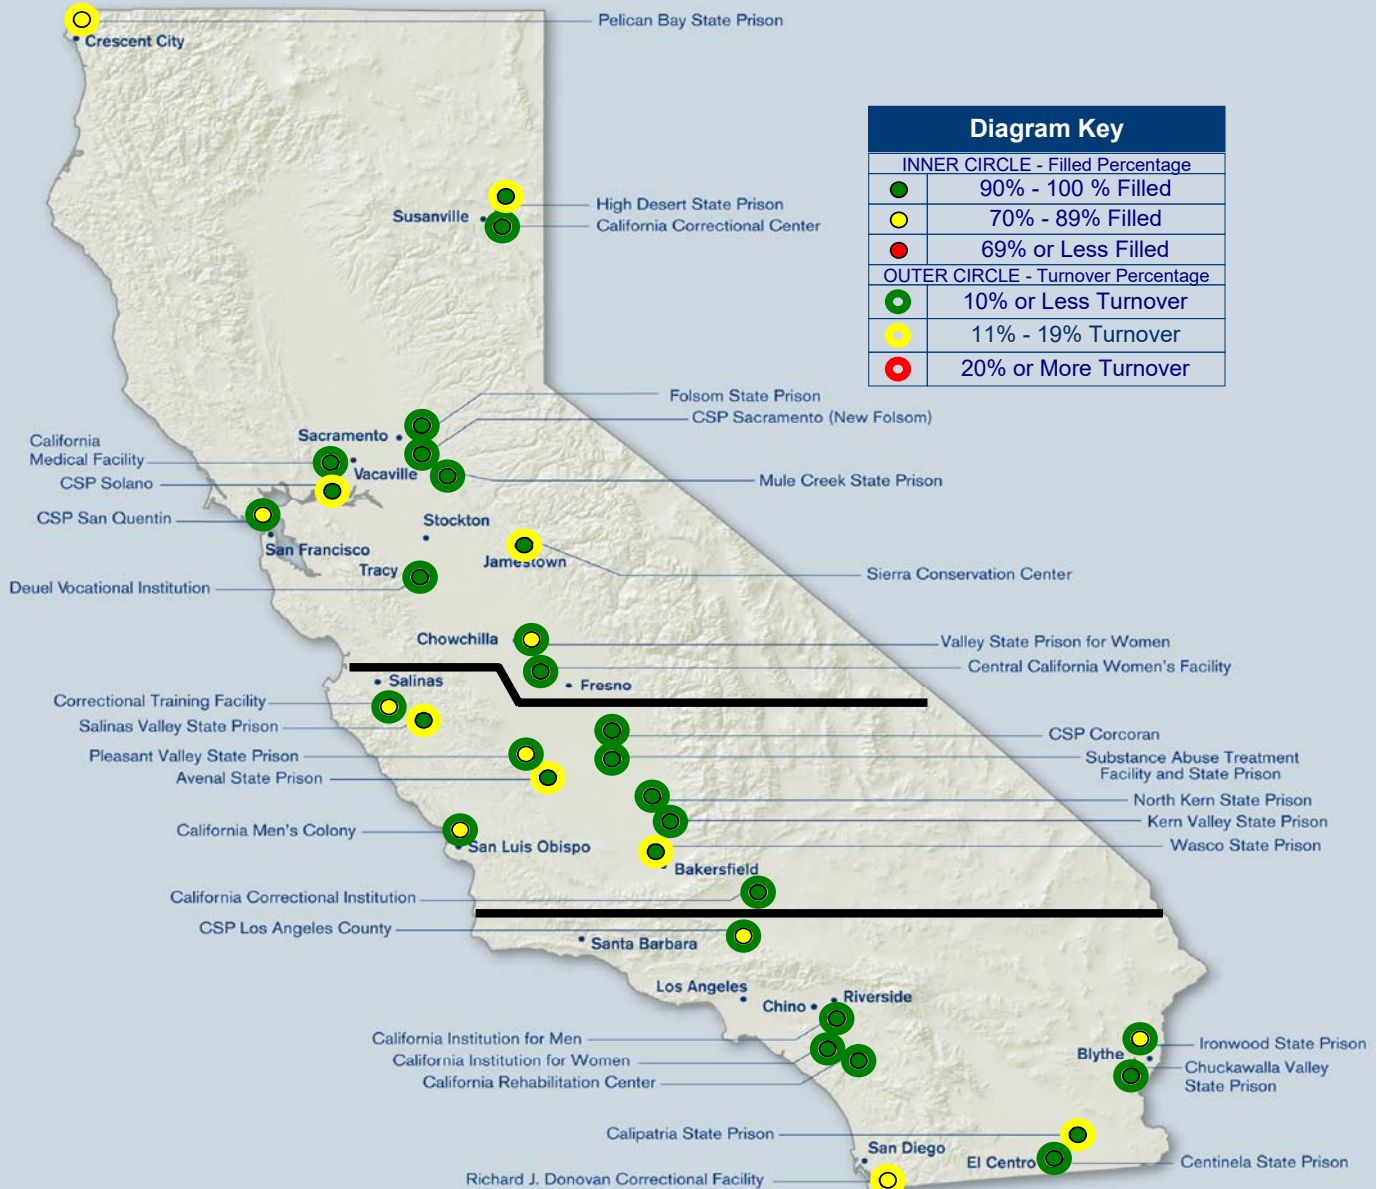 Pelican Bay State Prison
Crescent City
Diagram Key
INNER CIRCLE - Filled Percentage
90% - 100 % Filled
70% - 89% Filled
69% or Less Filled
OUTER CIRCLE - Turnover Percentage
10% or Less Turnover
11% - 19% Turnover
20% or More Turnover
High Desert State Prison
Susanville
California Correctional Center
Folsom State Prison
CSP Sacramento (New Folsom)
Sacramento
California
Medical Facility
Vacaville
CSP Solano
Mule Creek State Prison
CSP San Quentin
Stockton
San Francisco
Jamestown
Tracy
Sierra Conservation Center
Deuel Vocational Institution
Chowchilla
Valley State Prison for Women
Central California Women's Facility
Salinas
Fresno
Correctional Training Facility
Salinas Valley State Prison
CSP Corcoran
Pleasant Valley State Prison
Substance Abuse Treatment
Facility and State Prison
Avenal State Prison
North Kern State Prison
Kern Valley State Prison
California Men's Colony
San Luis Obispo
Wasco State Prison
Bakersfield
California Correctional Institution
CSP Los Angeles County
Santa Barbara
Los Angeles
Chino
Riverside
California Institution for Men
Ironwood State Prison
California Institution for Women
Blythe
Chuckawalla Valley
State Prison
California Rehabilitation Center
Calipatria State Prison
San Diego
El Centro
Centinela State Prison
Richard J. Donovan Correctional Facility